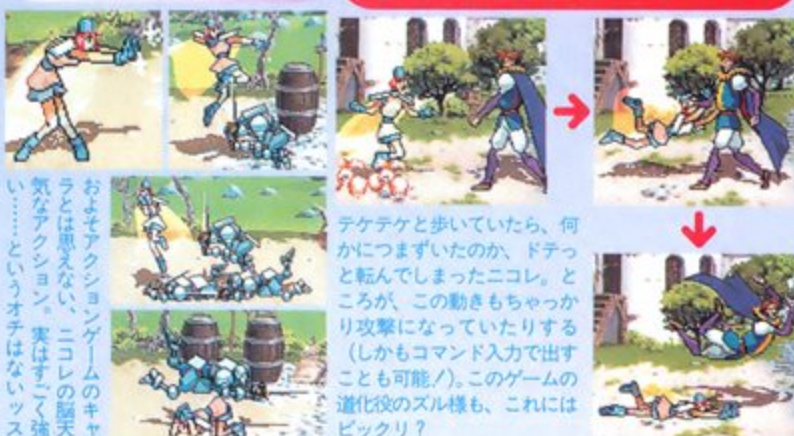 およそアクションゲームのキャ
ラとは思えない、ニコレの脳天
気なアクション。実はすごく強
い……というオチはないッス
テケテケと歩いていたら、何
かにつまずいたのか、ドテっ
と転んでしまったニコレ。と
ころが、この動きもちゃっか
り攻撃になっていたりする
(しかもコマンド入力で出す
ことも可能！)。このゲームの
道化役のズル様も、これには
ビックリ？